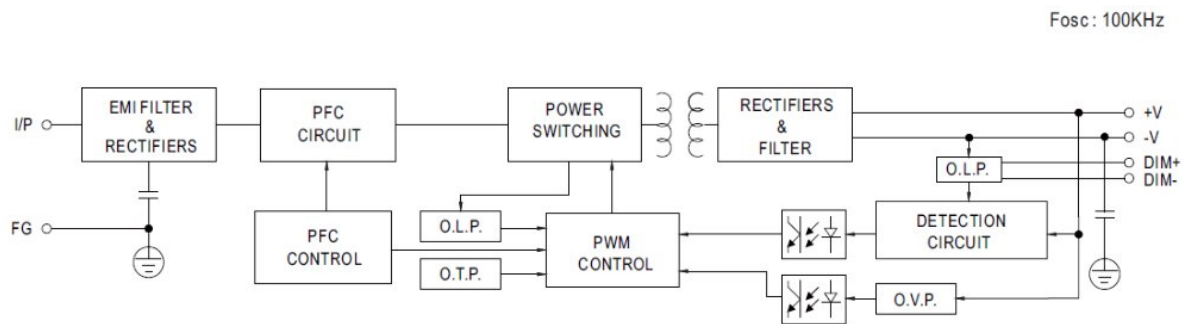 Fosc : 100KHz
I/P
EMI FILTER
&
RECTIFIERS
PFC
CIRCUIT
POWER
SWITCHING
RECTIFIERS
&
FILTER
+V
-V
DIM+
DIM-
O.L.P.
FG
PFC
CONTROL
O.L.P.
O.T.P.
PWM
CONTROL
DETECTION
CIRCUIT
O.V.P.